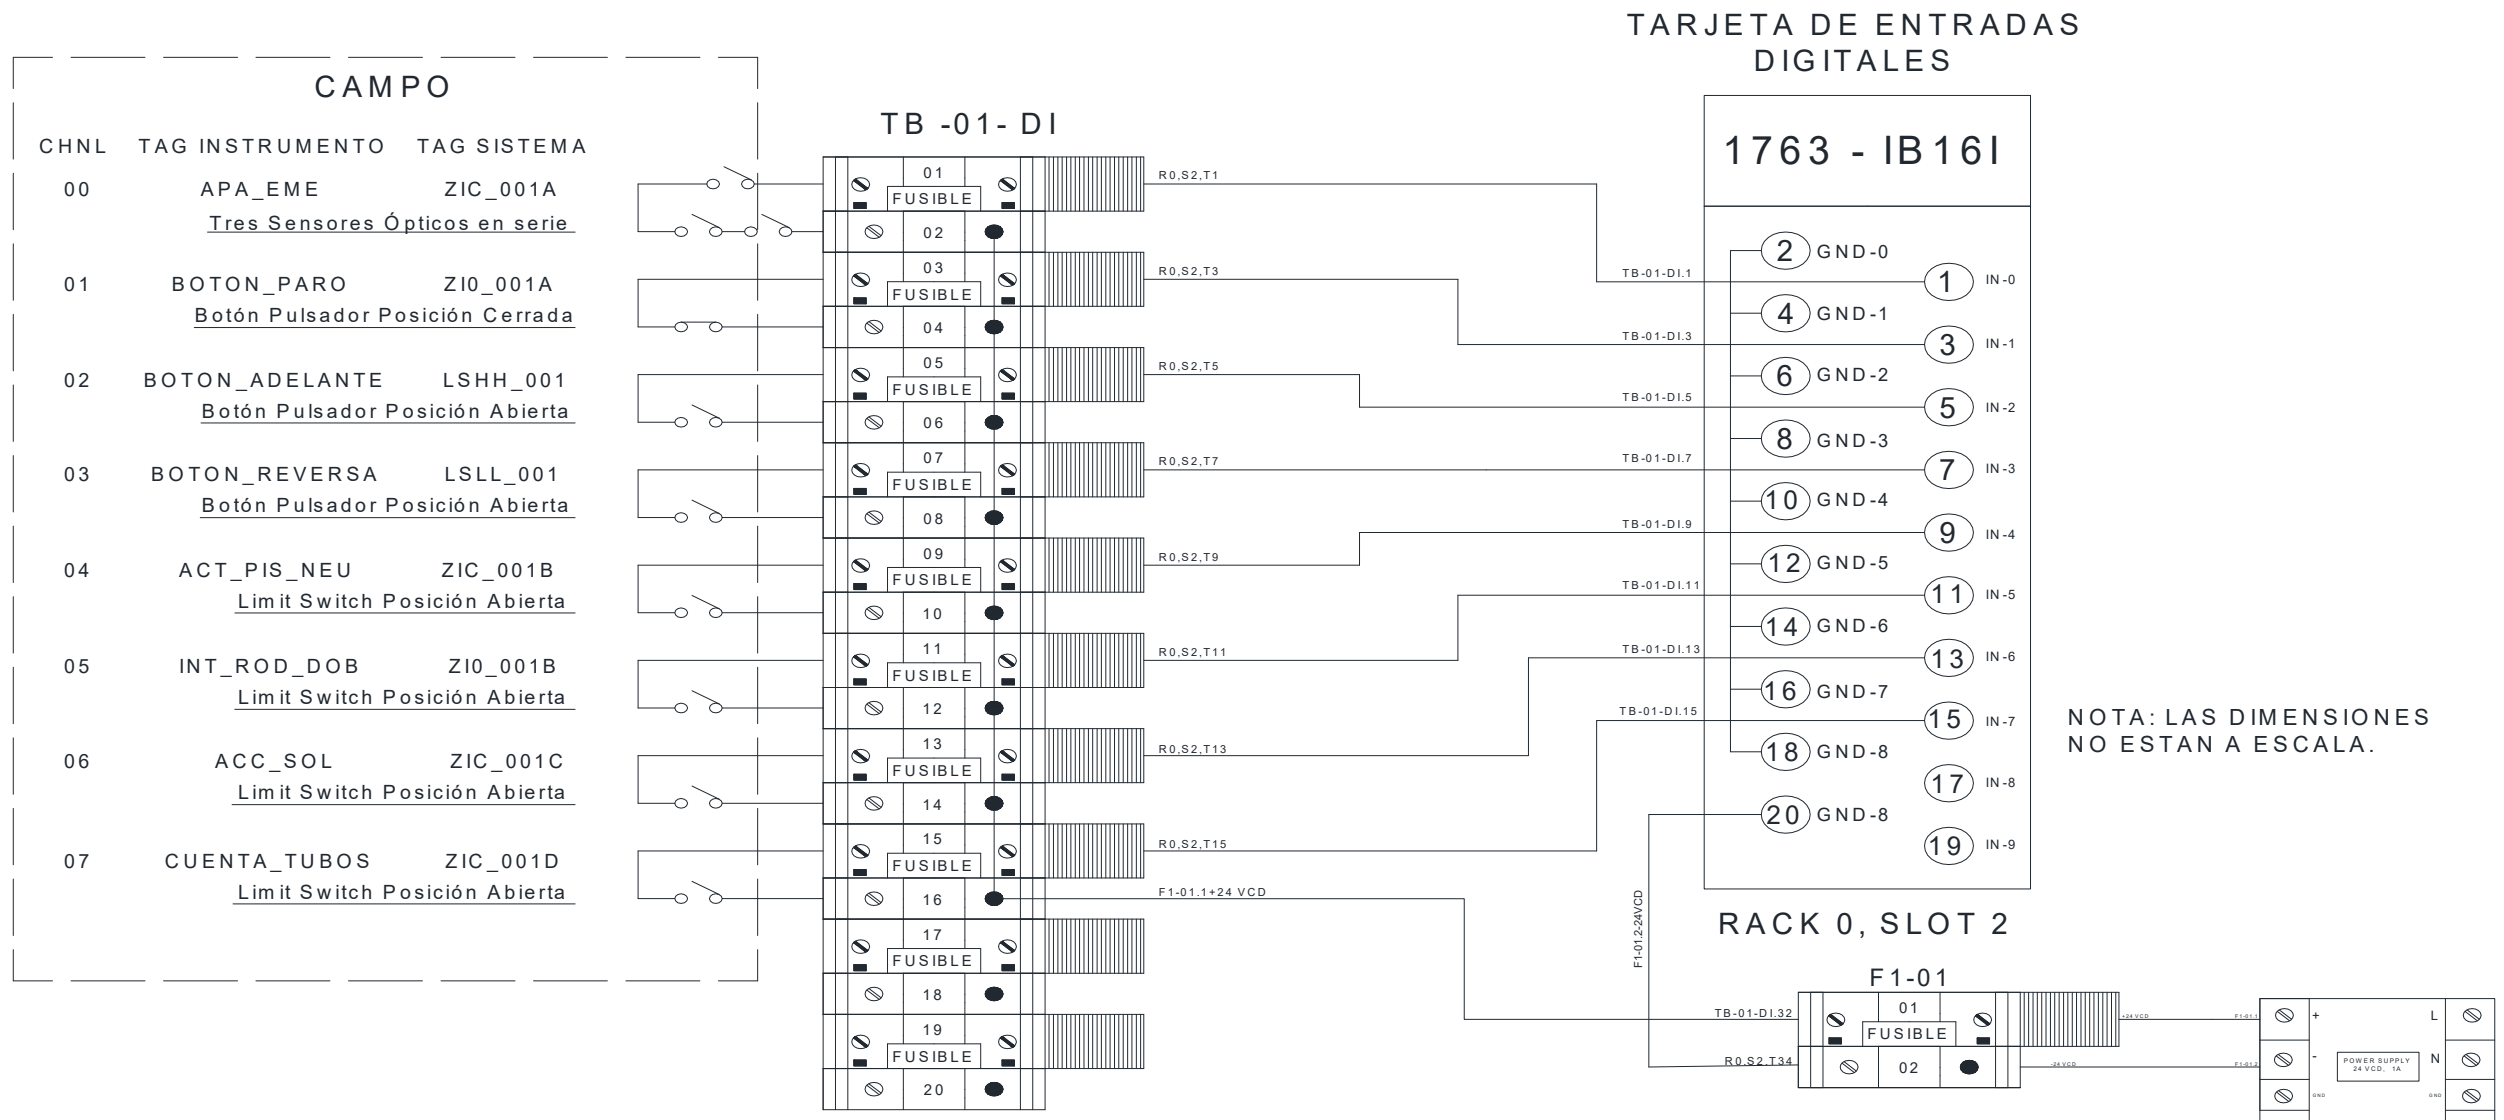 TARJETA DE ENTRADAS
DIGITALES
CAMPO
CHNL TAG INSTRUMENTO TAG SISTEMA
00 APA_EME ZIC_001A
Tres Sensores Ópticos en serie
01 BOTON_PARO ZI0_001A
Botón Pulsador Posición Cerrada
02 BOTON_ADELANTE LSHH_001
Botón Pulsador Posición Abierta
03 BOTON_REVERSA LSLL_001
Botón Pulsador Posición Abierta
04 ACT_PIS_NEU ZIC_001B
Limit Switch Posición Abierta
05 INT_ROD_DOB ZI0_001B
Limit Switch Posición Abierta
06 ACC_SOL ZIC_001C
Limit Switch Posición Abierta
07 CUENTA_TUBOS ZIC_001D
Limit Switch Posición Abierta
TB -01- DI
01
FUSIBLE
02
03
FUSIBLE
04
05
FUSIBLE
06
07
FUSIBLE
08
09
FUSIBLE
10
11
FUSIBLE
12
13
FUSIBLE
14
15
FUSIBLE
16
17
FUSIBLE
18
19
FUSIBLE
20
R0,S2,T1
R0,S2,T3
R0,S2,T5
R0,S2,T7
R0,S2,T9
R0,S2,T11
R0,S2,T13
R0,S2,T15
F1-01.1+24 VCD
TB-01-DI.1
TB-01-DI.3
TB-01-DI.5
TB-01-DI.7
TB-01-DI.9
TB-01-DI.11
TB-01-DI.13
TB-01-DI.15
F1-01.2-24VCD
1763 - IB16I
2 GND-0
1 IN-0
4 GND-1
3 IN-1
6 GND-2
5 IN-2
8 GND-3
7 IN-3
10 GND-4
9 IN-4
12 GND-5
11 IN-5
14 GND-6
13 IN-6
16 GND-7
15 IN-7
18 GND-8
17 IN-8
20 GND-8
19 IN-9
NOTA: LAS DIMENSIONES
NO ESTAN A ESCALA.
RACK 0, SLOT 2
F1-01
TB-01-DI.32
01
FUSIBLE
R0.S2.T34
02
+24 VCD F1-01.1
-24 VCD F1-01.2
+ L
- N
POWER SUPPLY
24 VCD, 1A
GND GND